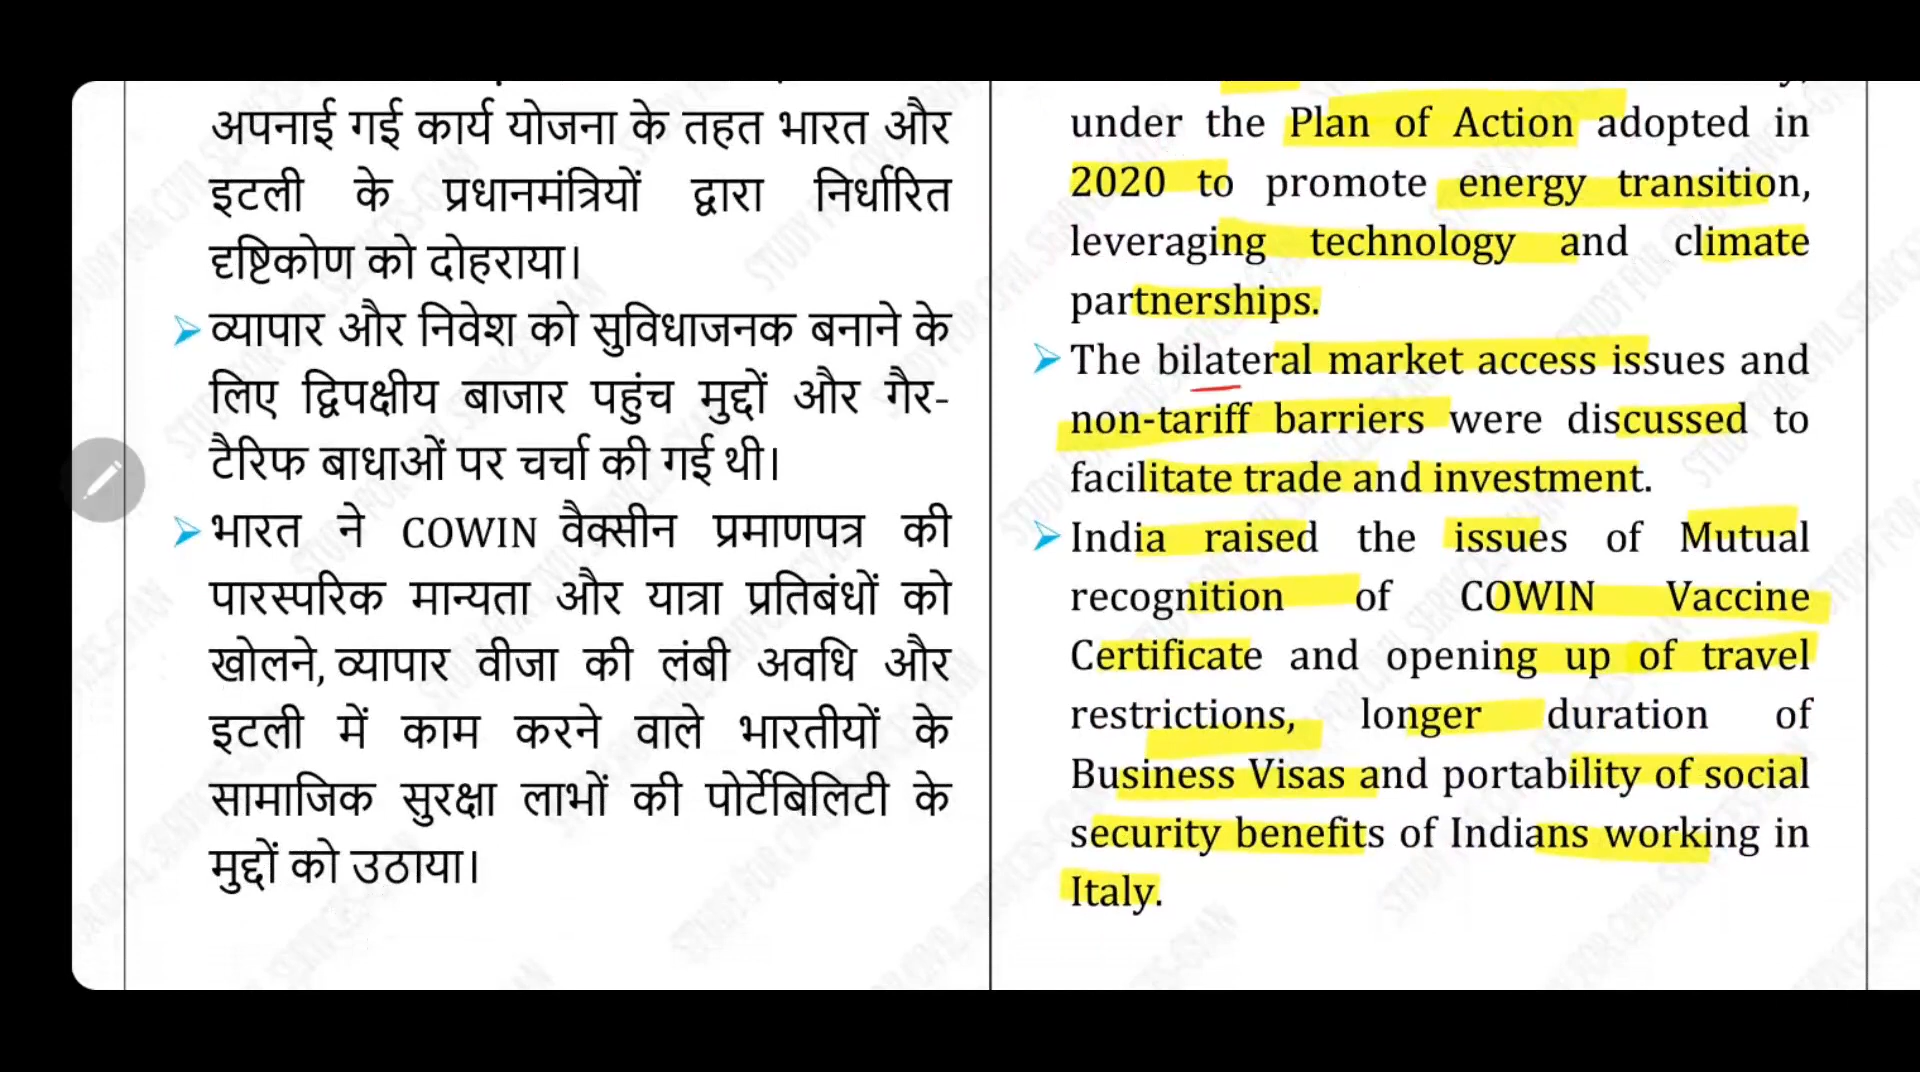 अपनाई गई कार्य योजना के तहत भारत और
इटली के प्रधानमंत्रियों द्वारा निर्धारित
दृष्टिकोण को दोहराया।
व्यापार और निवेश को सुविधाजनक बनाने के
लिए द्विपक्षीय बाजार पहुंच मुद्दों और गैर-
टैरिफ बाधाओं पर चर्चा की गई थी।
भारत ने COWIN वैक्सीन प्रमाणपत्र की
पारस्परिक मान्यता और यात्रा प्रतिबंधों को
खोलने, व्यापार वीजा की लंबी अवधि और
इटली में काम करने वाले भारतीयों के
सामाजिक सुरक्षा लाभों की पोर्टेबिलिटी के
मुद्दों को उठाया।
under the Plan of Action adopted in
2020 to promote energy transition,
leveraging technology and climate
partnerships.
The bilateral market access issues and
non-tariff barriers were discussed to
facilitate trade and investment.
India raised the issues of Mutual
recognition of COWIN Vaccine
Certificate and opening up of travel
restrictions, longer duration of
Business Visas and portability of social
security benefits of Indians working in
Italy.